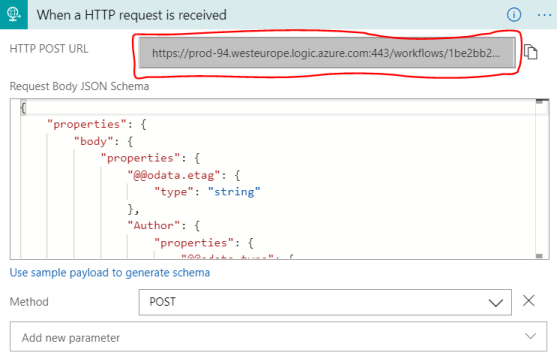 When a HTTP request is received
HTTP POST URL
https://prod-94.westeurope.logic.azure.com:443/workflows/1be2bb2...
Request Body JSON Schema
{
"properties": {
"body": {
"properties": {
"@@odata.etag": {
"type": "string"
},
"Author": {
"properties": {
"@@odata.type": {
Use sample payload to generate schema
Method
POST
Add new parameter